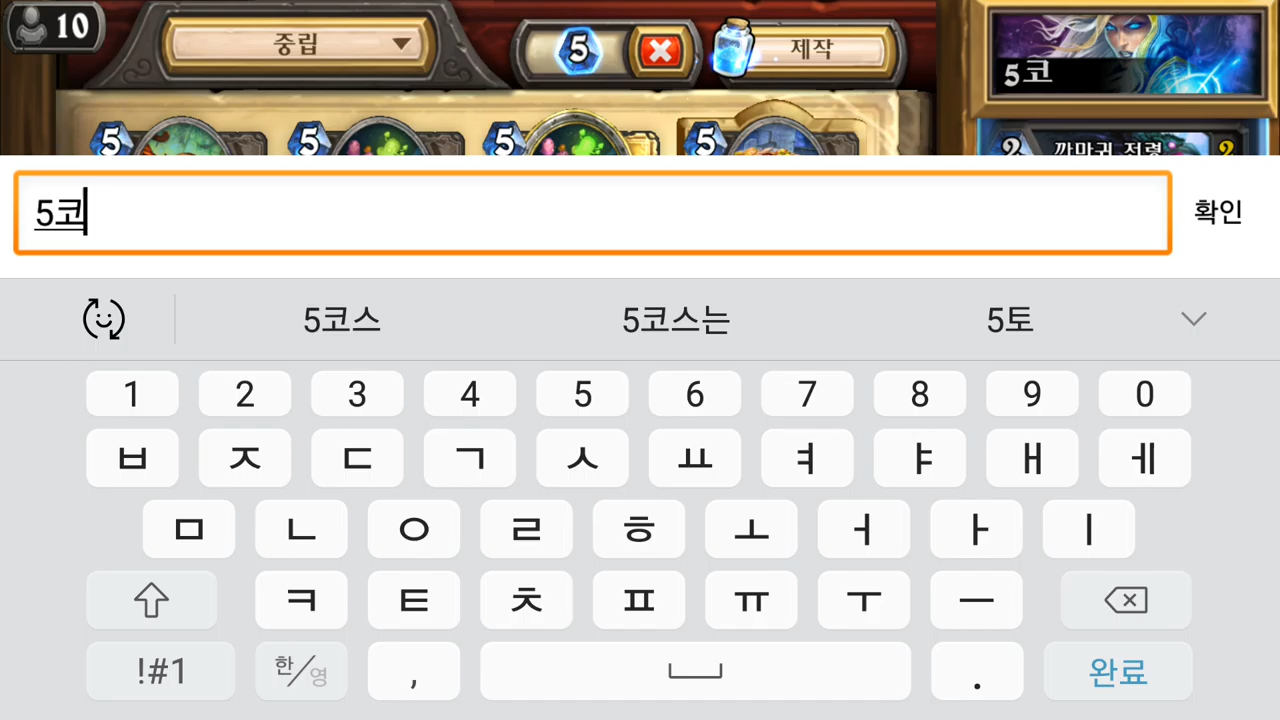 10
중립
5
제작
5코
5
5
5
5
2
까마귀 전령
2
5코
확인
5코스
5코스는
5토
1 2 3 4 5 6 7 8 9 0
ㅂ ㅈ ㄷ ㄱ ㅅ ㅛ ㅕ ㅑ ㅐ ㅔ
ㅁ ㄴ ㅇ ㄹ ㅎ ㅗ ㅓ ㅏ ㅣ
ㅋ ㅌ ㅊ ㅍ ㅠ ㅜ ㅡ
!#1 한/영 , . 완료